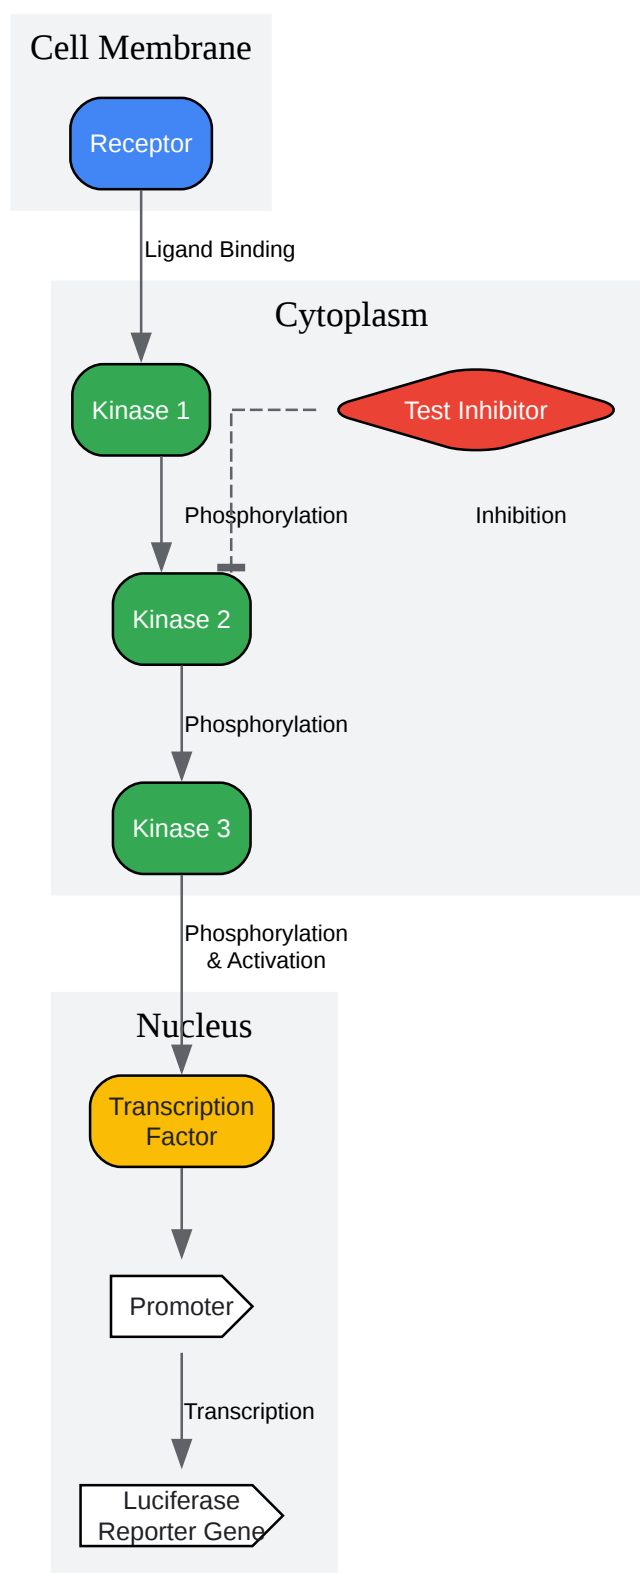 Cell Membrane
Receptor
Ligand Binding
Cytoplasm
Kinase 1
Test Inhibitor
Phosphorylation
Inhibition
Kinase 2
Phosphorylation
Kinase 3
Phosphorylation
& Activation
Nucleus
Transcription
Factor
Promoter
Transcription
Luciferase
Reporter Gene